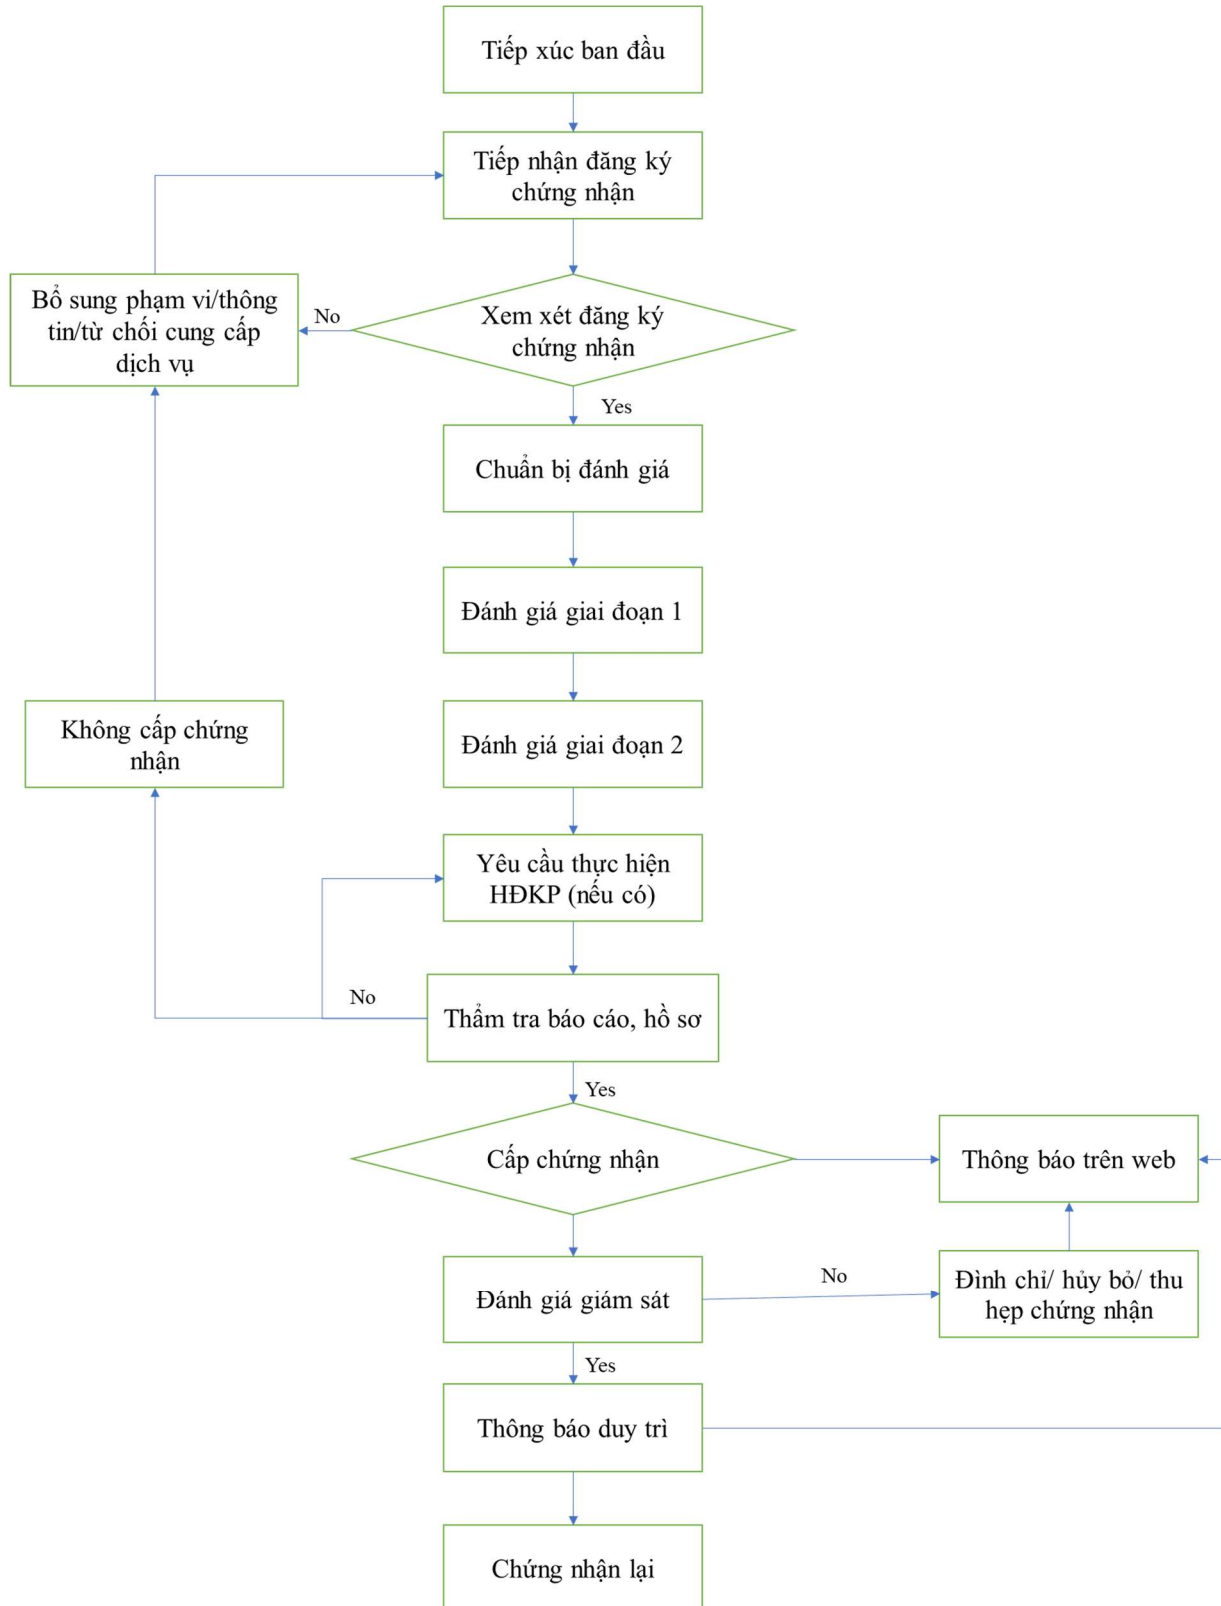 Tiếp xúc ban đầu
Tiếp nhận đăng ký
chứng nhận
Bổ sung phạm vi/thông
tin/từ chối cung cấp
dịch vụ
No
Xem xét đăng ký
chứng nhận
Yes
Chuẩn bị đánh giá
Đánh giá giai đoạn 1
Không cấp chứng
nhận
Đánh giá giai đoạn 2
Yêu cầu thực hiện
HĐKP (nếu có)
No
Thẩm tra báo cáo, hồ sơ
Yes
Cấp chứng nhận
Thông báo trên web
Đánh giá giám sát
No
Đình chỉ/ hủy bỏ/ thu
hẹp chứng nhận
Yes
Thông báo duy trì
Chứng nhận lại